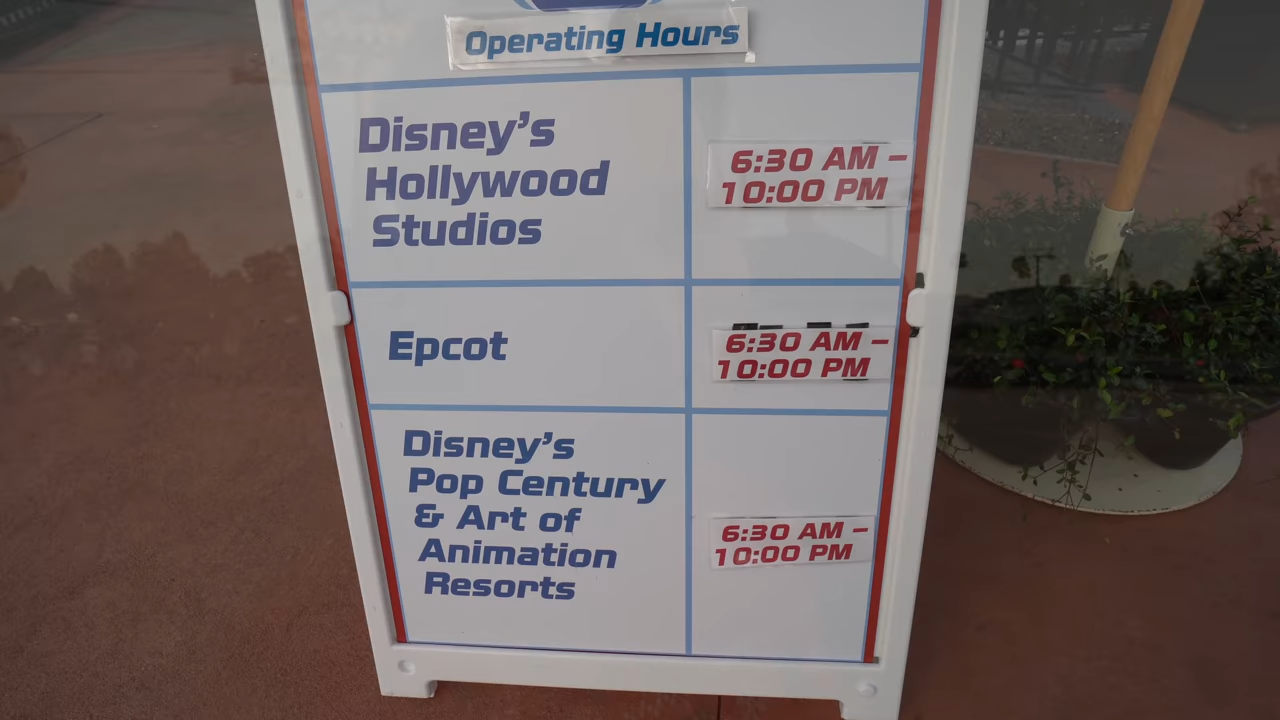 Operating Hours
Disney's
Hollywood
Studios
6:30 AM –
10:00 PM
Epcot
6:30 AM –
10:00 PM
Disney's
Pop Century
& Art of
Animation
Resorts
6:30 AM –
10:00 PM